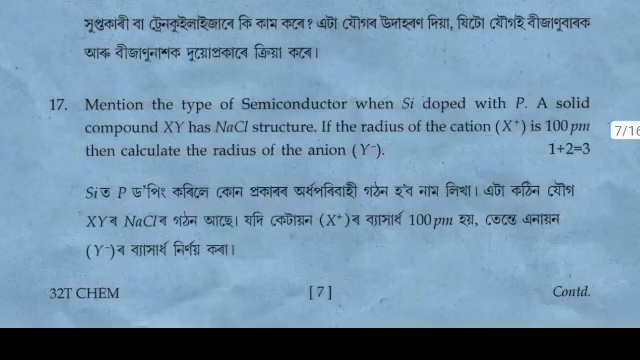 সুপ্তকাৰী বা ট্ৰেনকুইলাইজাৰে কি কাম কৰে? এটা যৌগৰ উদাহৰণ দিয়া, যিটো যৌগই বীজাণুবাৰক
আৰু বীজাণুনাশক দুয়োপ্ৰকাৰে ক্ৰিয়া কৰে।
17. Mention the type of Semiconductor when Si doped with P. A solid
compound XY has NaCl structure. If the radius of the cation (X⁺) is 100 pm
7/16
then calculate the radius of the anion (Y⁻). 1+2=3
Siত P ড'পিং কৰিলে কোন প্ৰকাৰৰ অৰ্ধপৰিবাহী গঠন হ'ব নাম লিখা। এটা কঠিন যৌগ
XYৰ NaClৰ গঠন আছে। যদি কেটায়ন (X⁺)ৰ ব্যাসাৰ্ধ 100 pm হয়, তেন্তে এনায়ন
(Y⁻)ৰ ব্যাসাৰ্ধ নিৰ্ণয় কৰা।
32T CHEM [ 7 ] Contd.